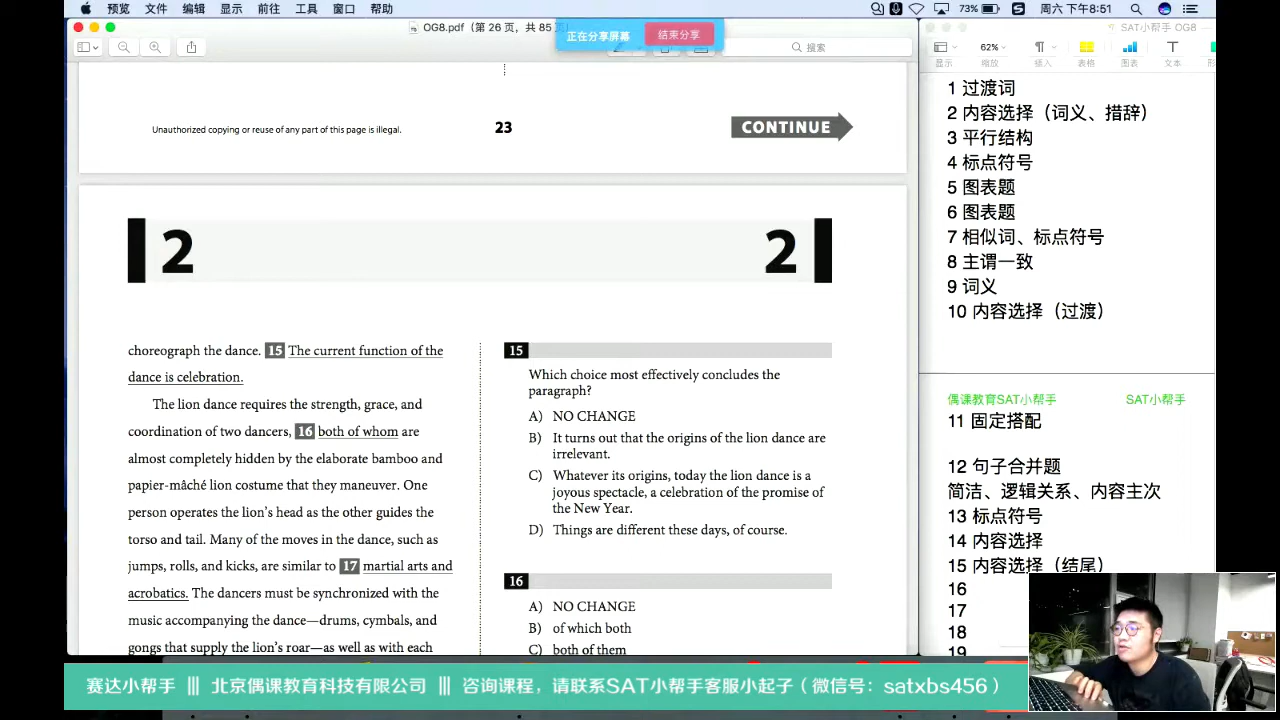 预览 文件 编辑 显示 前往 工具 窗口 帮助
73% 周六 下午8:51
OG8.pdf（第 26 页，共 85 页
正在分享屏幕 结束分享
搜索
SAT小帮手 OG8
62%
显示 缩放 插入 表格 图表 文本
Unauthorized copying or reuse of any part of this page is illegal.
23
CONTINUE
2 2
choreograph the dance. 15 The current function of the
dance is celebration.
The lion dance requires the strength, grace, and
coordination of two dancers, 16 both of whom are
almost completely hidden by the elaborate bamboo and
papier-mâché lion costume that they maneuver. One
person operates the lion's head as the other guides the
torso and tail. Many of the moves in the dance, such as
jumps, rolls, and kicks, are similar to 17 martial arts and
acrobatics. The dancers must be synchronized with the
music accompanying the dance—drums, cymbals, and
gongs that supply the lion's roar—as well as with each
15
Which choice most effectively concludes the
paragraph?
A) NO CHANGE
B) It turns out that the origins of the lion dance are
irrelevant.
C) Whatever its origins, today the lion dance is a
joyous spectacle, a celebration of the promise of
the New Year.
D) Things are different these days, of course.
16
A) NO CHANGE
B) of which both
C) both of them
1 过渡词
2 内容选择（词义、措辞）
3 平行结构
4 标点符号
5 图表题
6 图表题
7 相似词、标点符号
8 主谓一致
9 词义
10 内容选择（过渡）
偶课教育SAT小帮手 SAT小帮手
11 固定搭配
12 句子合并题
简洁、逻辑关系、内容主次
13 标点符号
14 内容选择
15 内容选择（结尾）
16
17
18
19
赛达小帮手 ||| 北京偶课教育科技有限公司 ||| 咨询课程，请联系SAT小帮手客服小起子（微信号：satxbs456）